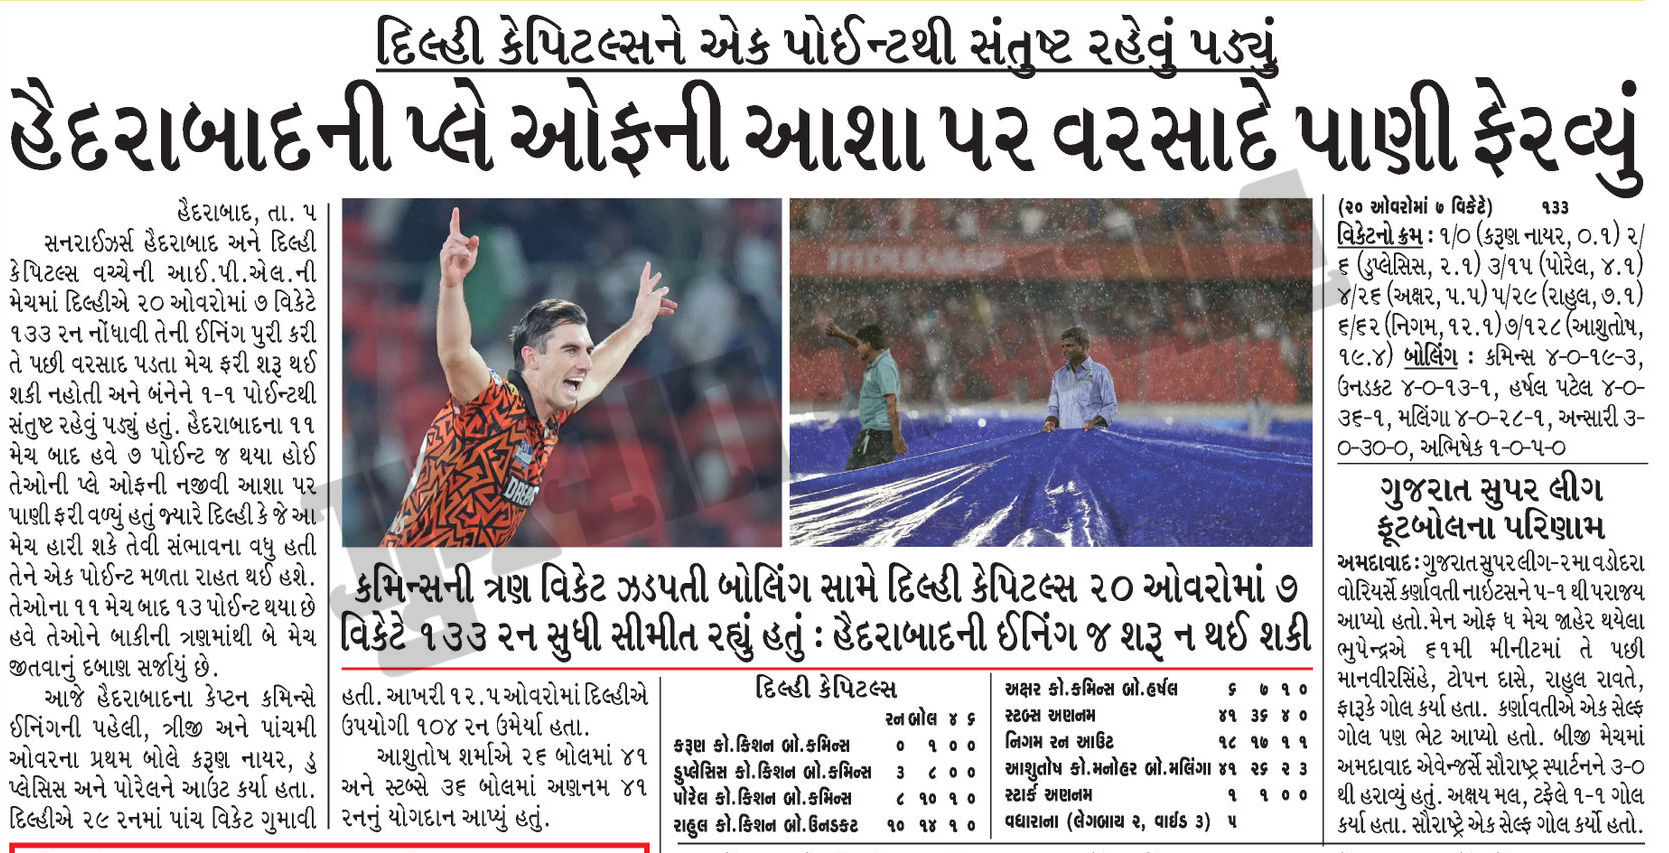 દિલ્હી કેપિટલ્સને એક પોઈન્ટથી સંતુષ્ટ રહેવું પડ્યું
હૈદરાબાદની પ્લે ઓફની આશા પર વરસાદે પાણી ફેરવ્યું
હૈદરાબાદ, તા. ૫
સનરાઈઝર્સ હૈદરાબાદ અને દિલ્હી
કેપિટલ્સ વચ્ચેની આઈ.પી.એલ.ની
મેચમાં દિલ્હીએ ૨૦ ઓવરોમાં ૭ વિકેટે
૧૩૩ રન નોંધાવી તેની ઈનિંગ પુરી કરી
તે પછી વરસાદ પડતા મેચ ફરી શરૂ થઈ
શકી નહોતી અને બંનેને ૧-૧ પોઈન્ટથી
સંતુષ્ટ રહેવું પડ્યું હતું. હૈદરાબાદના ૧૧
મેચ બાદ હવે ૭ પોઈન્ટ જ થયા હોઈ
તેઓની પ્લે ઓફની નજીવી આશા પર
પાણી ફરી વળ્યું હતું જ્યારે દિલ્હી કે જે આ
મેચ હારી શકે તેવી સંભાવના વધુ હતી
તેને એક પોઈન્ટ મળતા રાહત થઈ હશે.
તેઓના ૧૧ મેચ બાદ ૧૩ પોઈન્ટ થયા છે
હવે તેઓને બાકીની ત્રણમાંથી બે મેચ
જીતવાનું દબાણ સર્જાયું છે.
આજે હૈદરાબાદના કેપ્ટન કમિન્સે
ઈનિંગની પહેલી, ત્રીજી અને પાંચમી
ઓવરના પ્રથમ બોલે કરૂણ નાયર, ડુ
પ્લેસિસ અને પોરેલને આઉટ કર્યા હતા.
દિલ્હીએ ૨૯ રનમાં પાંચ વિકેટ ગુમાવી
કમિન્સની ત્રણ વિકેટ ઝડપતી બોલિંગ સામે દિલ્હી કેપિટલ્સ ૨૦ ઓવરોમાં ૭
વિકેટે ૧૩૩ રન સુધી સીમીત રહ્યું હતું : હૈદરાબાદની ઈનિંગ જ શરૂ ન થઈ શકી
હતી. આખરી ૧૨.૫ ઓવરોમાં દિલ્હીએ
ઉપયોગી ૧૦૪ રન ઉમેર્યા હતા.
આશુતોષ શર્માએ ૨૬ બોલમાં ૪૧
અને સ્ટબ્સે ૩૬ બોલમાં અણનમ ૪૧
રનનું યોગદાન આપ્યું હતું.
દિલ્હી કેપિટલ્સ
રન બોલ ૪ ૬
કરૂણ કો.કિશન બો.કમિન્સ ૦ ૧ ૦ ૦
ડુપ્લેસિસ કો.કિશન બો.કમિન્સ ૩ ૮ ૦ ૦
પોરેલ કો.કિશન બો.કમિન્સ ૮ ૧૦ ૧ ૦
રાહુલ કો.કિશન બો.ઉનડકટ ૧૦ ૧૪ ૧ ૦
અક્ષર કો.કમિન્સ બો.હર્ષલ ૬ ૭ ૧ ૦
સ્ટબ્સ અણનમ ૪૧ ૩૬ ૪ ૦
નિગમ રન આઉટ ૧૮ ૧૭ ૧ ૧
આશુતોષ કો.મનોહર બો.મલિંગા ૪૧ ૨૬ ૨ ૩
સ્ટાર્ક અણનમ ૧ ૧ ૦ ૦
વધારાના (લેગબાય ૨, વાઈડ ૩) ૫
(૨૦ ઓવરોમાં ૭ વિકેટે) ૧૩૩
વિકેટનો ક્રમ : ૧/૦ (કરૂણ નાયર, ૦.૧) ૨/
૬ (ડુપ્લેસિસ, ૨.૧) ૩/૧૫ (પોરેલ, ૪.૧)
૪/૨૬ (અક્ષર, ૫.૫) ૫/૨૯ (રાહુલ, ૭.૧)
૬/૬૨ (નિગમ, ૧૨.૧) ૭/૧૨૮ (આશુતોષ,
૧૯.૪) બોલિંગ : કમિન્સ ૪-૦-૧૯-૩,
ઉનડકટ ૪-૦-૧૩-૧, હર્ષલ પટેલ ૪-૦-
૩૬-૧, મલિંગા ૪-૦-૨૮-૧, અન્સારી ૩-
૦-૩૦-૦, અભિષેક ૧-૦-૫-૦
ગુજરાત સુપર લીગ
ફૂટબોલના પરિણામ
અમદાવાદ : ગુજરાત સુપર લીગ-૨મા વડોદરા
વોરિયર્સે કર્ણાવતી નાઇટસને ૫-૧ થી પરાજય
આપ્યો હતો.મેન ઓફ ધ મેચ જાહેર થયેલા
ભુપેન્દ્રએ ૬૧મી મીનીટમાં તે પછી
માનવીરસિંહે, ટોપન દાસે, રાહુલ રાવતે,
ફારૂકે ગોલ કર્યા હતા. કર્ણાવતીએ એક સેલ્ફ
ગોલ પણ ભેટ આપ્યો હતો. બીજી મેચમાં
અમદાવાદ એવેન્જર્સે સૌરાષ્ટ્ર સ્પાર્ટનને ૩-૦
થી હરાવ્યું હતું. અક્ષય મલ, ટફેલે ૧-૧ ગોલ
કર્યા હતા. સૌરાષ્ટ્રે એક સેલ્ફ ગોલ કર્યો હતો.